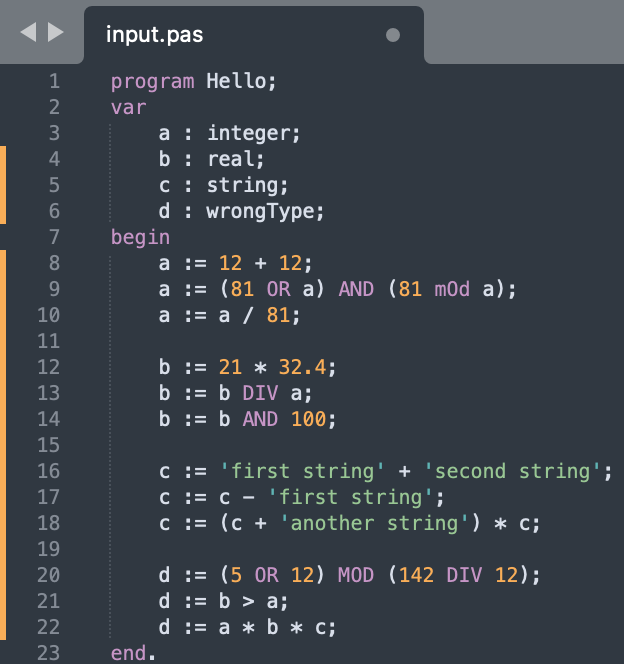 input.pas
1 program Hello;
2 var
3     a : integer;
4     b : real;
5     c : string;
6     d : wrongType;
7 begin
8     a := 12 + 12;
9     a := (81 OR a) AND (81 mOd a);
10     a := a / 81;
11
12     b := 21 * 32.4;
13     b := b DIV a;
14     b := b AND 100;
15
16     c := 'first string' + 'second string';
17     c := c - 'first string';
18     c := (c + 'another string') * c;
19
20     d := (5 OR 12) MOD (142 DIV 12);
21     d := b > a;
22     d := a * b * c;
23 end.